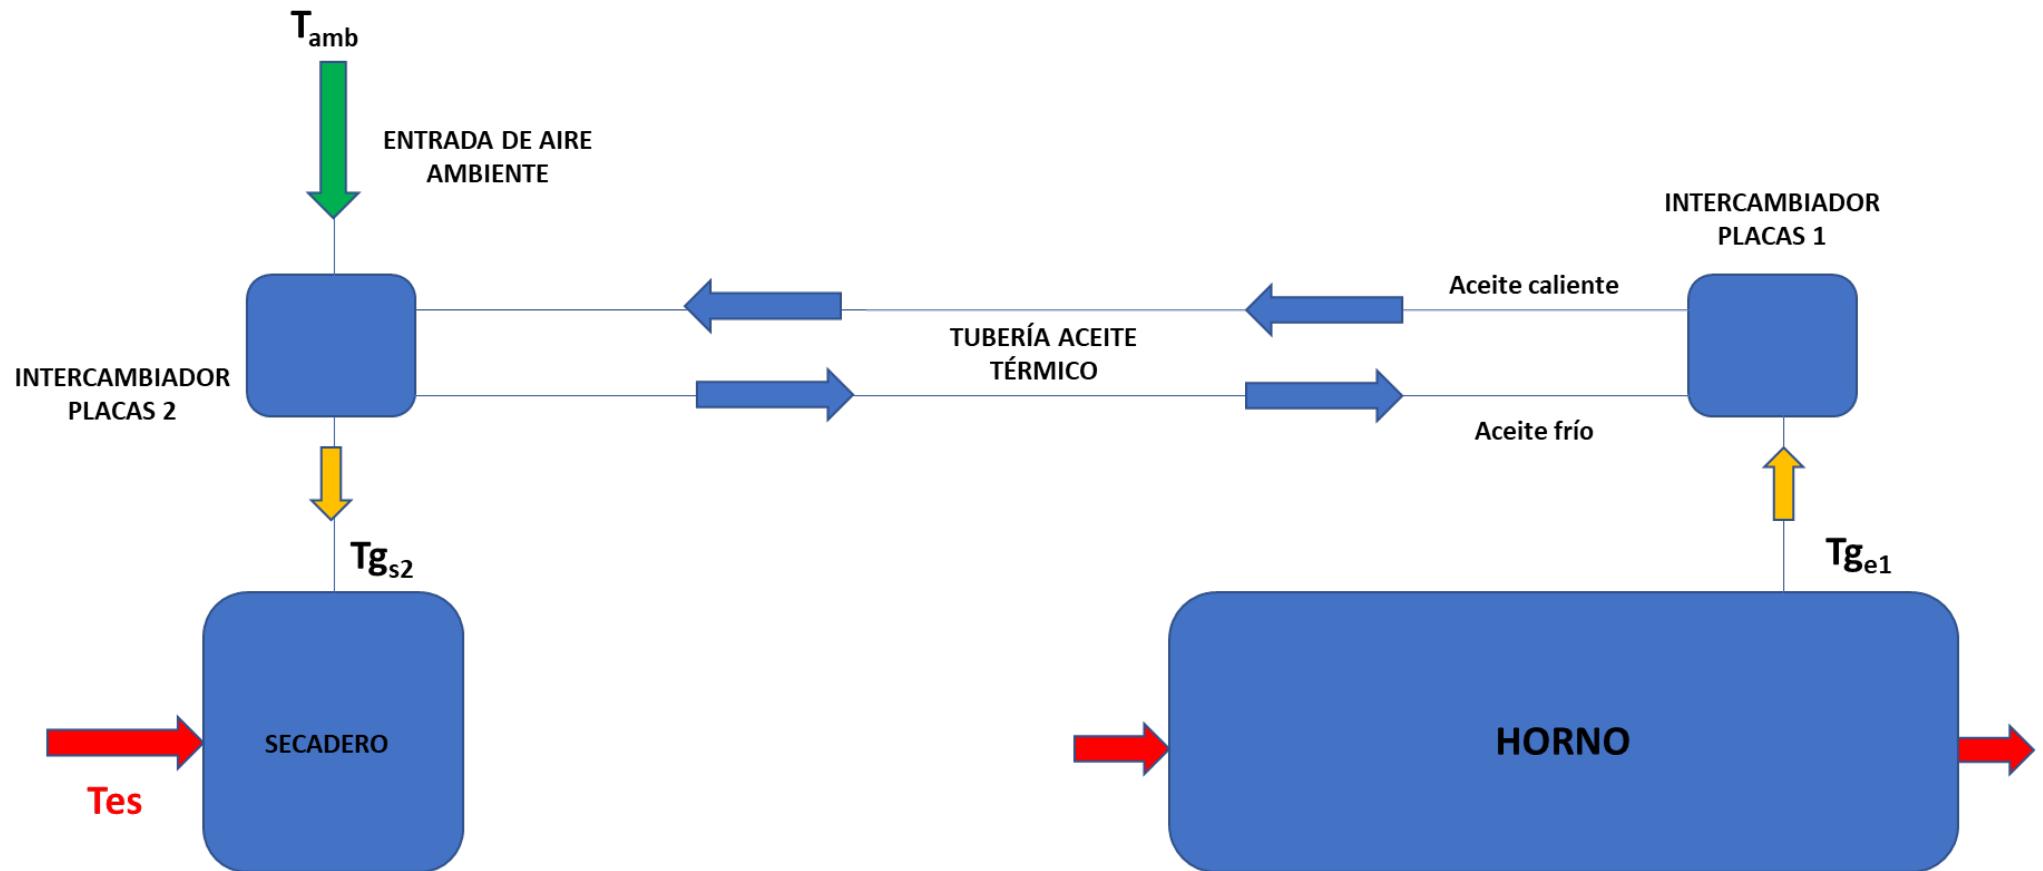 Tamb
ENTRADA DE AIRE
AMBIENTE
INTERCAMBIADOR
PLACAS 1
Aceite caliente
TUBERÍA ACEITE
TÉRMICO
INTERCAMBIADOR
PLACAS 2
Aceite frío
Tgs2
Tge1
SECADERO
HORNO
Tes